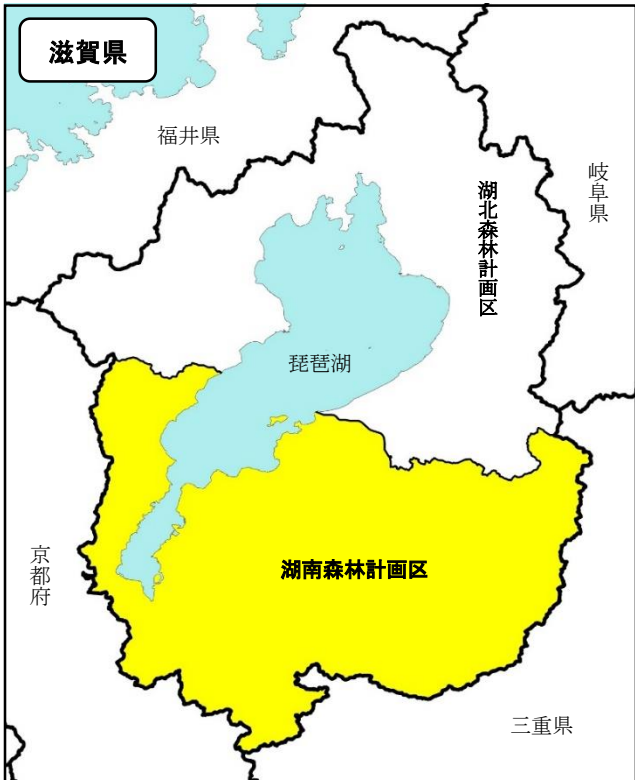 滋賀県
福井県
岐阜県
湖北森林計画区
琵琶湖
京都府
湖南森林計画区
三重県